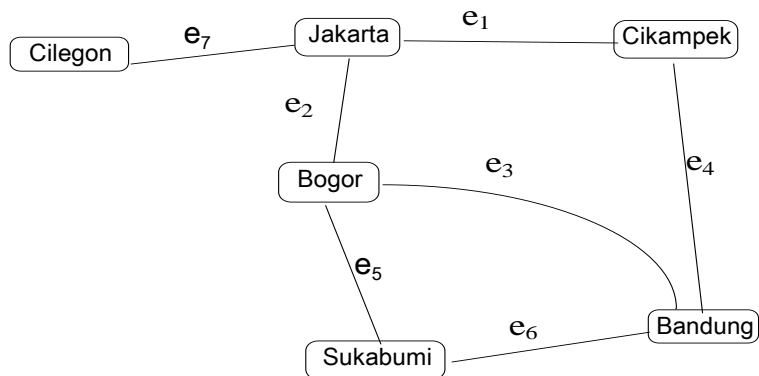 e1
e7
Jakarta
Cikampek
Cilegon
e2
e3
e4
Bogor
e5
e6
Bandung
Sukabumi